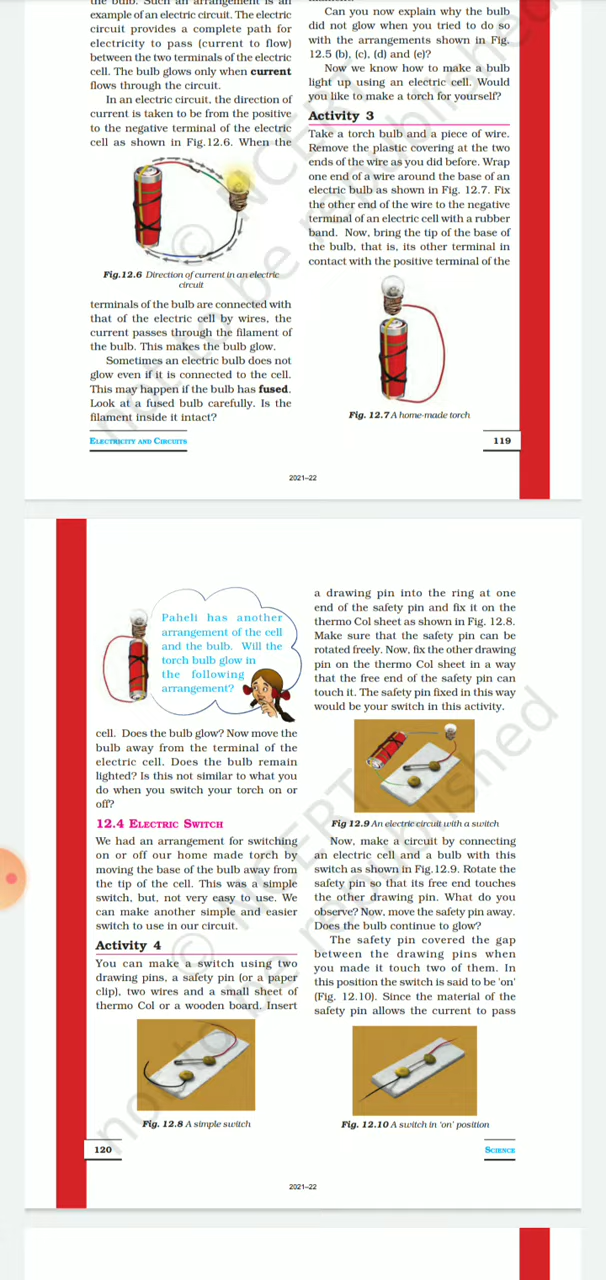 the bulb. Such an arrangement is an
example of an electric circuit. The electric
circuit provides a complete path for
electricity to pass (current to flow)
between the two terminals of the electric
cell. The bulb glows only when current
flows through the circuit.
In an electric circuit, the direction of
current is taken to be from the positive
to the negative terminal of the electric
cell as shown in Fig.12.6. When the
Fig.12.6 Direction of current in an electric
circuit
terminals of the bulb are connected with
that of the electric cell by wires, the
current passes through the filament of
the bulb. This makes the bulb glow.
Sometimes an electric bulb does not
glow even if it is connected to the cell.
This may happen if the bulb has fused.
Look at a fused bulb carefully. Is the
filament inside it intact?
Can you now explain why the bulb
did not glow when you tried to do so
with the arrangements shown in Fig.
12.5 (b), (c), (d) and (e)?
Now we know how to make a bulb
light up using an electric cell. Would
you like to make a torch for yourself?
Activity 3
Take a torch bulb and a piece of wire.
Remove the plastic covering at the two
ends of the wire as you did before. Wrap
one end of a wire around the base of an
electric bulb as shown in Fig. 12.7. Fix
the other end of the wire to the negative
terminal of an electric cell with a rubber
band. Now, bring the tip of the base of
the bulb, that is, its other terminal in
contact with the positive terminal of the
Fig. 12.7 A home-made torch
ELECTRICITY AND CIRCUITS
119
2021–22
Paheli has another
arrangement of the cell
and the bulb. Will the
torch bulb glow in
the following
arrangement?
cell. Does the bulb glow? Now move the
bulb away from the terminal of the
electric cell. Does the bulb remain
lighted? Is this not similar to what you
do when you switch your torch on or
off?
12.4 ELECTRIC SWITCH
We had an arrangement for switching
on or off our home made torch by
moving the base of the bulb away from
the tip of the cell. This was a simple
switch, but, not very easy to use. We
can make another simple and easier
switch to use in our circuit.
Activity 4
You can make a switch using two
drawing pins, a safety pin (or a paper
clip), two wires and a small sheet of
thermo Col or a wooden board. Insert
Fig. 12.8 A simple switch
a drawing pin into the ring at one
end of the safety pin and fix it on the
thermo Col sheet as shown in Fig. 12.8.
Make sure that the safety pin can be
rotated freely. Now, fix the other drawing
pin on the thermo Col sheet in a way
that the free end of the safety pin can
touch it. The safety pin fixed in this way
would be your switch in this activity.
Fig 12.9 An electric circuit with a switch
Now, make a circuit by connecting
an electric cell and a bulb with this
switch as shown in Fig.12.9. Rotate the
safety pin so that its free end touches
the other drawing pin. What do you
observe? Now, move the safety pin away.
Does the bulb continue to glow?
The safety pin covered the gap
between the drawing pins when
you made it touch two of them. In
this position the switch is said to be 'on'
(Fig. 12.10). Since the material of the
safety pin allows the current to pass
Fig. 12.10 A switch in 'on' position
120
SCIENCE
2021–22
© NCERT
not to be republished
© NCERT
not to be republished